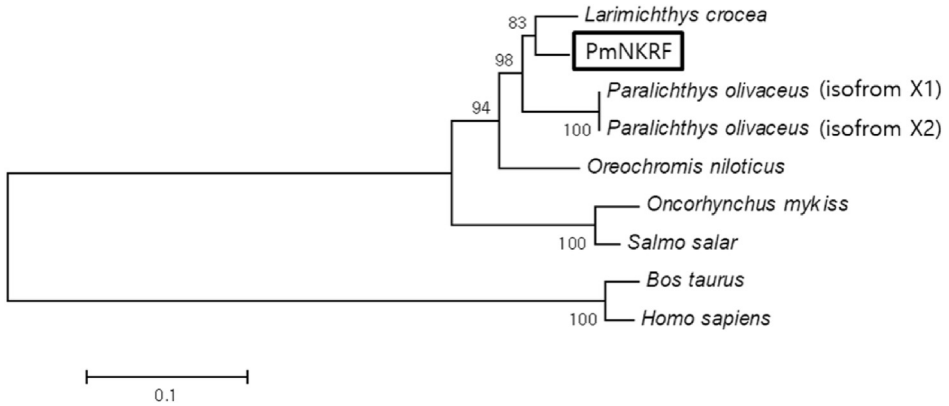 83
Larimichthys crocea
PmNKRF
98
Paralichthys olivaceus (isofrom X1)
94
100
Paralichthys olivaceus (isofrom X2)
Oreochromis niloticus
Oncorhynchus mykiss
100
Salmo salar
Bos taurus
100
Homo sapiens
0.1